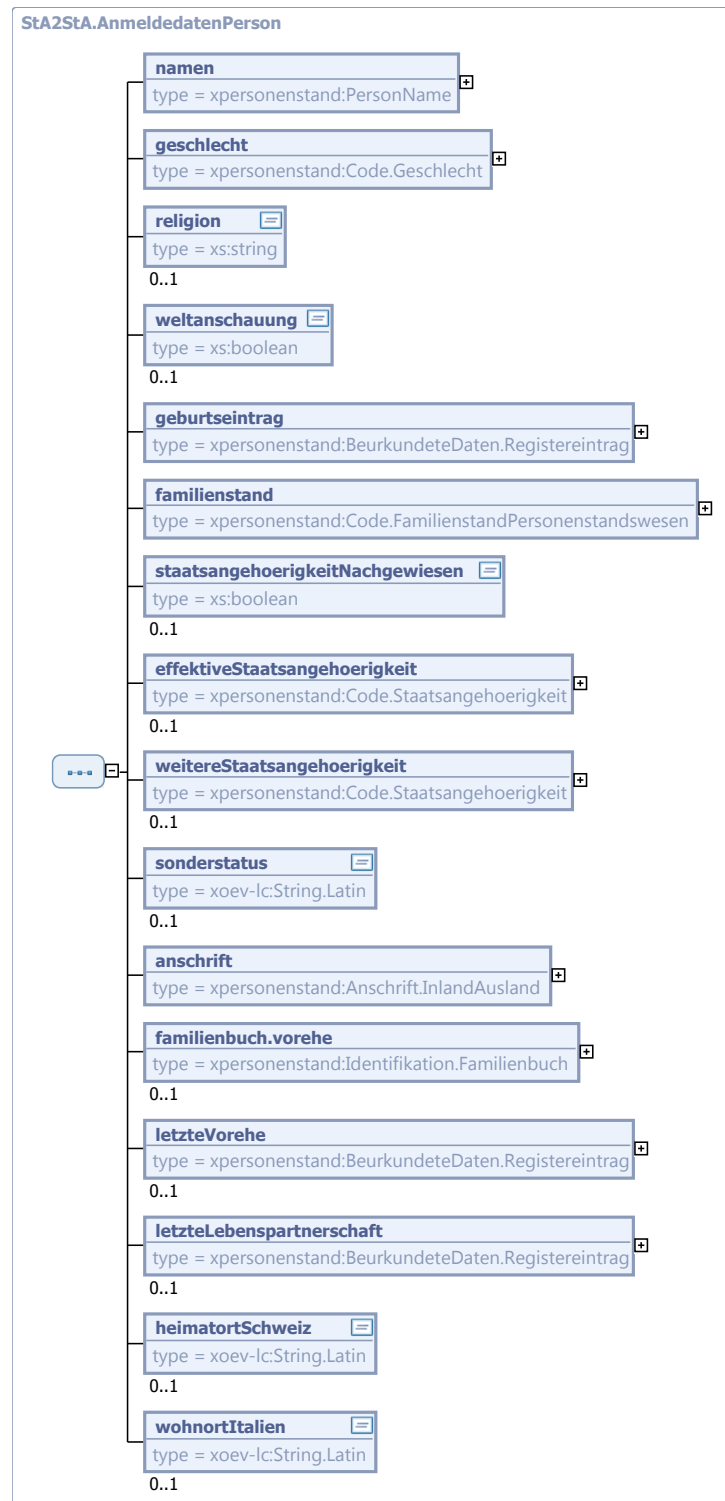 StA2StA.AnmeldedatenPerson
namen
type = xpersonenstand:PersonName
geschlecht
type = xpersonenstand:Code.Geschlecht
religion
type = xs:string
0..1
weltanschauung
type = xs:boolean
0..1
geburtseintrag
type = xpersonenstand:BeurkundeteDaten.Registereintrag
familienstand
type = xpersonenstand:Code.FamilienstandPersonenstandswesen
staatsangehoerigkeitNachgewiesen
type = xs:boolean
0..1
effektiveStaatsangehoerigkeit
type = xpersonenstand:Code.Staatsangehoerigkeit
0..1
weitereStaatsangehoerigkeit
type = xpersonenstand:Code.Staatsangehoerigkeit
0..1
sonderstatus
type = xoev-lc:String.Latin
0..1
anschrift
type = xpersonenstand:Anschrift.InlandAusland
familienbuch.vorehe
type = xpersonenstand:Identifikation.Familienbuch
0..1
letzteVorehe
type = xpersonenstand:BeurkundeteDaten.Registereintrag
0..1
letzteLebenspartnerschaft
type = xpersonenstand:BeurkundeteDaten.Registereintrag
0..1
heimatortSchweiz
type = xoev-lc:String.Latin
0..1
wohnortItalien
type = xoev-lc:String.Latin
0..1